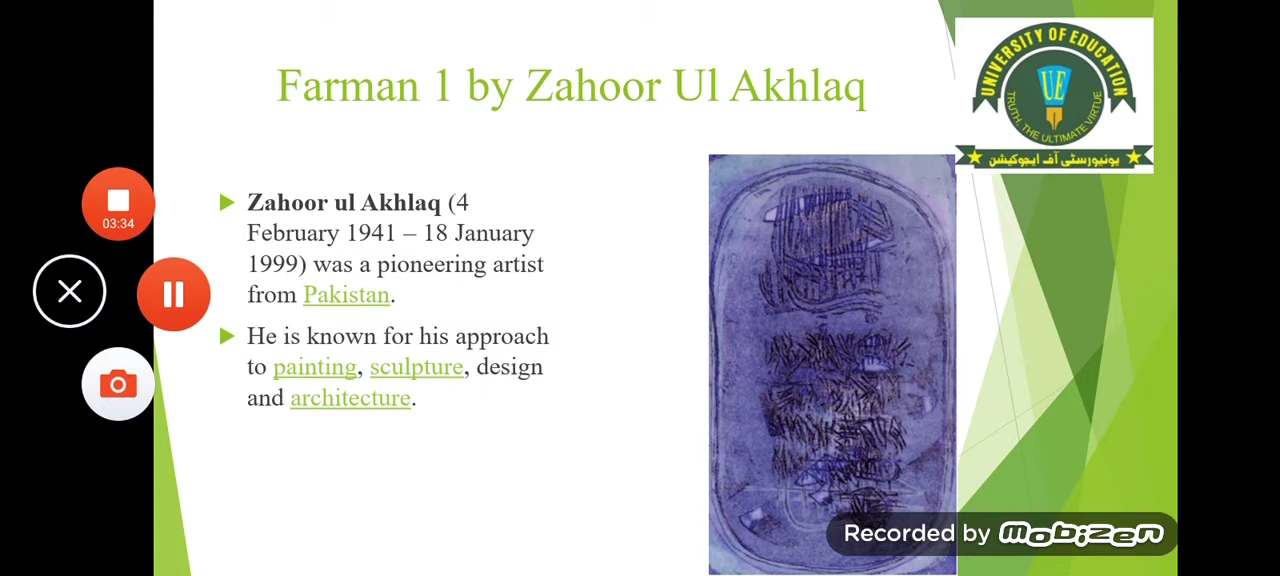 Farman 1 by Zahoor Ul Akhlaq
UNIVERSITY OF EDUCATION
UE
TRUTH, THE ULTIMATE VIRTUE
یونیورسٹی آف ایجوکیشن
Zahoor ul Akhlaq (4
February 1941 – 18 January
1999) was a pioneering artist
from Pakistan.
He is known for his approach
to painting, sculpture, design
and architecture.
03:34
Recorded by mobizen